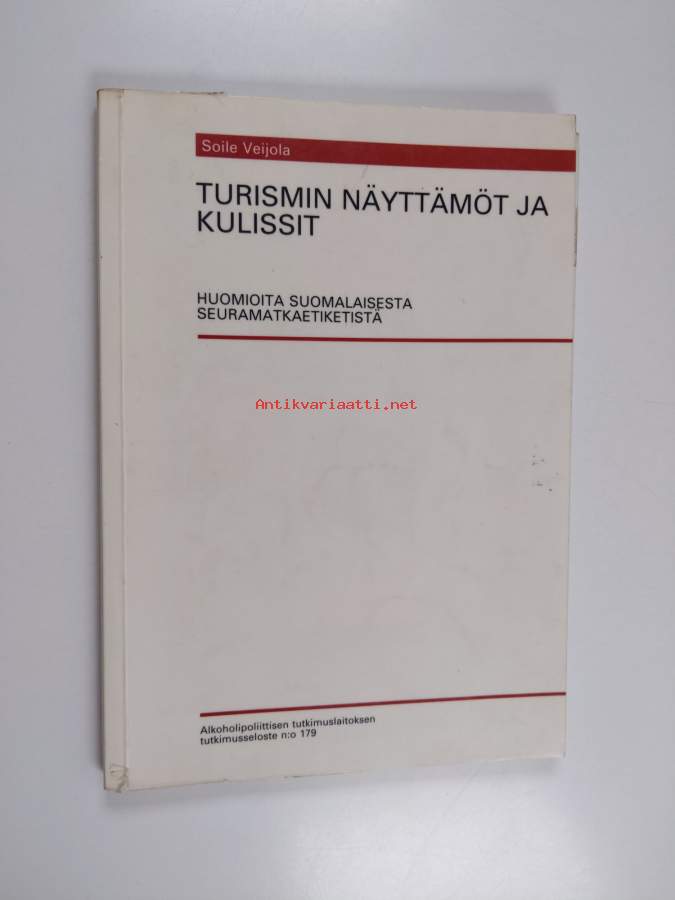 Soile Veijola
TURISMIN NÄYTTÄMÖT JA
KULISSIT
HUOMIOITA SUOMALAISESTA
SEURAMATKAETIKETISTÄ
Antikvariaatti.net
Alkoholipoliittisen tutkimuslaitoksen
tutkimusseloste n:o 179